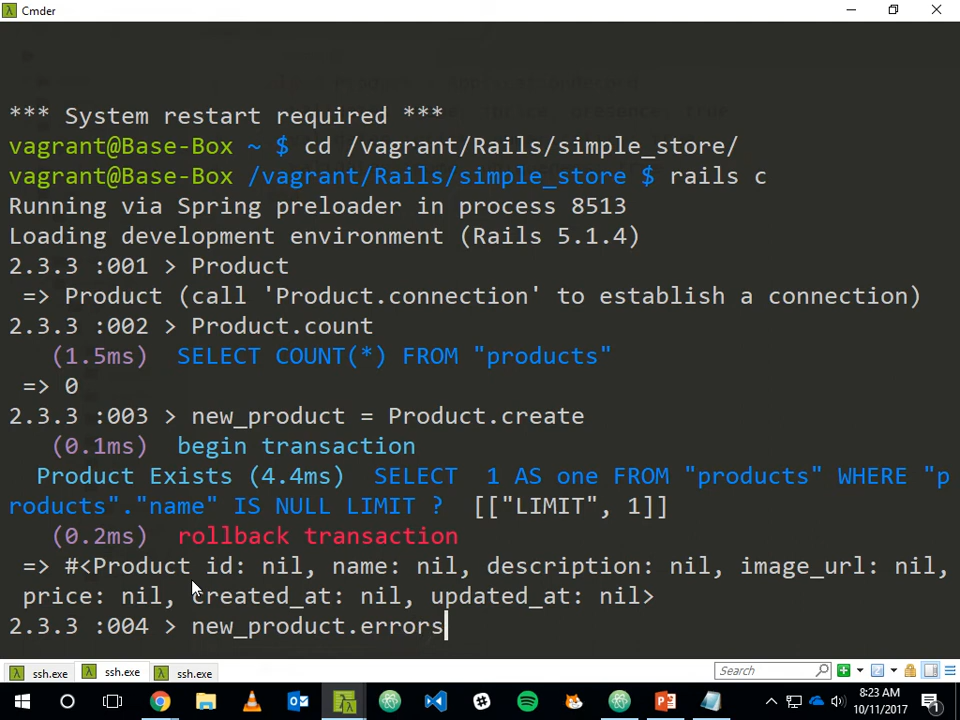 Cmder
*** System restart required ***
vagrant@Base-Box ~ $ cd /vagrant/Rails/simple_store/
vagrant@Base-Box /vagrant/Rails/simple_store $ rails c
Running via Spring preloader in process 8513
Loading development environment (Rails 5.1.4)
2.3.3 :001 > Product
=> Product (call 'Product.connection' to establish a connection)
2.3.3 :002 > Product.count
(1.5ms)  SELECT COUNT(*) FROM "products"
=> 0
2.3.3 :003 > new_product = Product.create
(0.1ms)  begin transaction
Product Exists (4.4ms)  SELECT  1 AS one FROM "products" WHERE "p
roducts"."name" IS NULL LIMIT ?  [["LIMIT", 1]]
(0.2ms)  rollback transaction
=> #<Product id: nil, name: nil, description: nil, image_url: nil,
price: nil, created_at: nil, updated_at: nil>
2.3.3 :004 > new_product.errors
ssh.exe ssh.exe ssh.exe Search
8:23 AM
10/11/2017
1